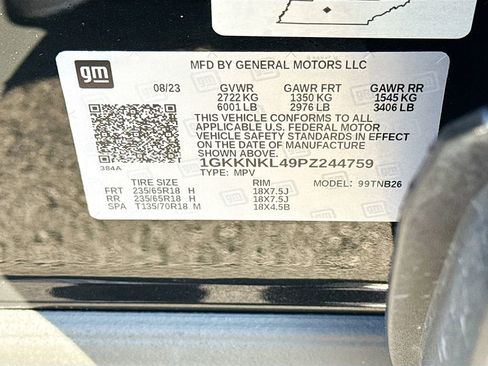 gm
MFD BY GENERAL MOTORS LLC
08/23 GVWR GAWR FRT GAWR RR
2722 KG 1350 KG 1545 KG
6001 LB 2976 LB 3406 LB
THIS VEHICLE CONFORMS TO ALL
APPLICABLE U.S. FEDERAL MOTOR
VEHICLE SAFETY STANDARDS IN EFFECT
ON THE DATE OF MANUFACTURE SHOWN ABOVE.
384A 1GKKNKL49PZ244759
TYPE: MPV MODEL: 99TNB26
TIRE SIZE RIM
FRT 235/65R18 H 18X7.5J
RR 235/65R18 H 18X7.5J
SPA T135/70R18 M 18X4.5B